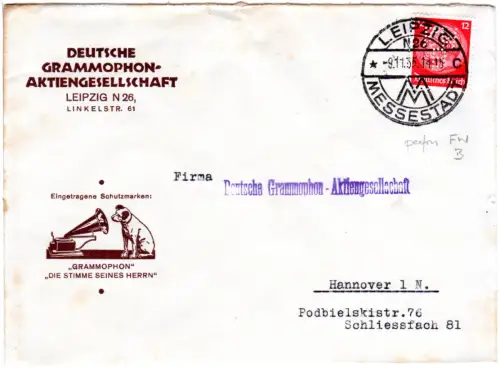 DEUTSCHE
GRAMMOPHON-
AKTIENGESELLSCHAFT
LEIPZIG N 26,
LINKELSTR. 61
LEIPZIG
N26
C
MESSESTADT
12
Eingetragene Schutzmarken:
„GRAMMOPHON"
„DIE STIMME SEINES HERRN"
Firma
Deutsche Grammophon-Aktiengesellschaft
Hannover 1 N.
Podbielskistr.76
Schliessfach 81